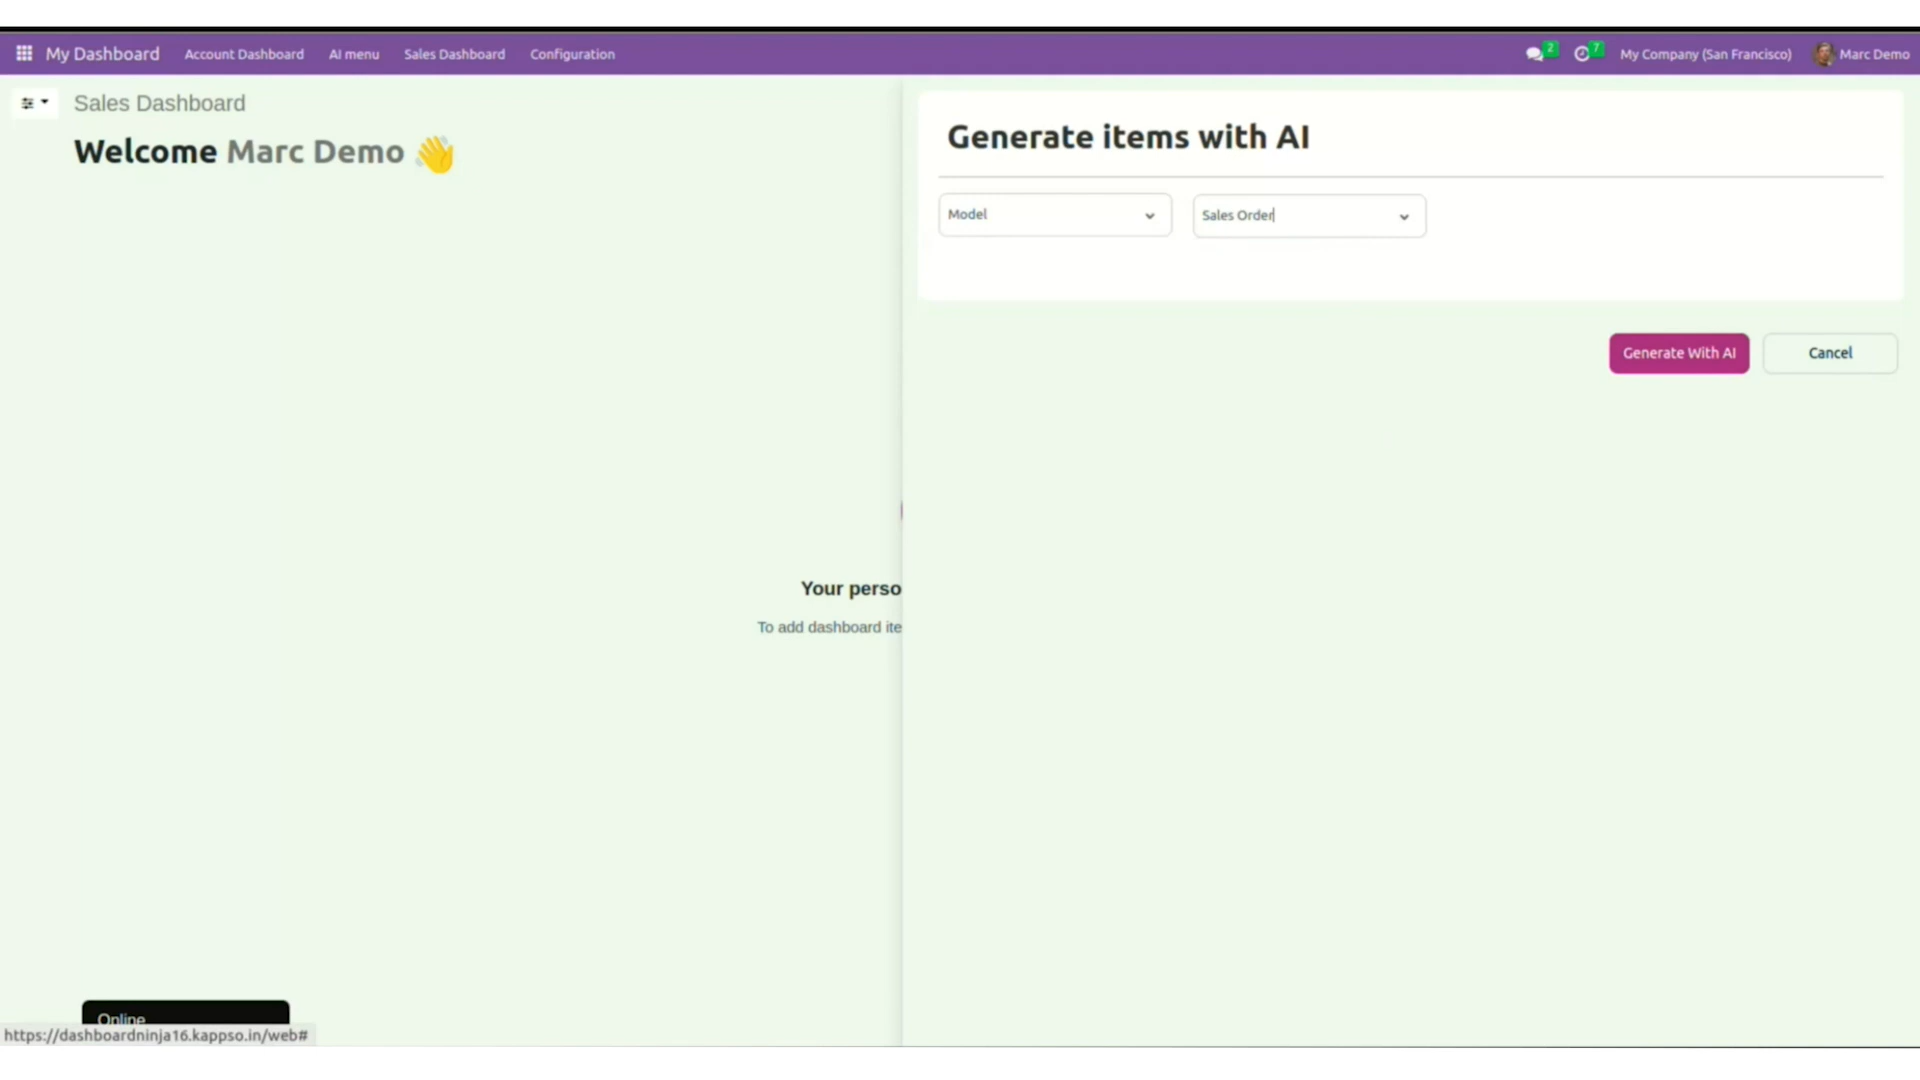 My Dashboard Account Dashboard AI menu Sales Dashboard Configuration 2 7 My Company (San Francisco) Marc Demo
Sales Dashboard
Welcome Marc Demo 👋
Generate items with AI
Model
Sales Order
Generate With AI
Cancel
Your perso
To add dashboard ite
Online
https://dashboardninja16.kappso.in/web#